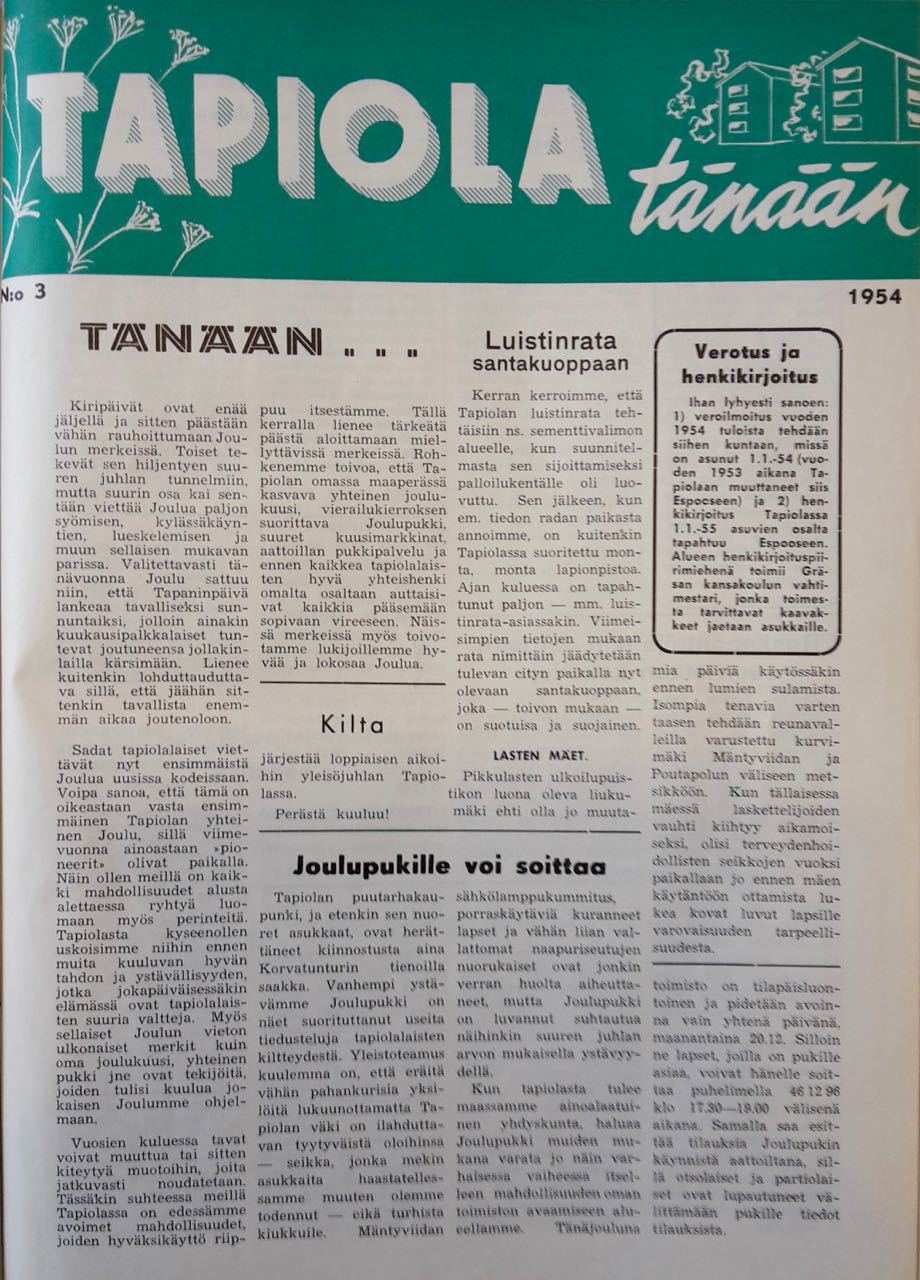 TAPIOLA
tänään
N:o 3
1954
TÄNÄÄN . . .
Kiripäivät ovat enää
jäljellä ja sitten päästään
vähän rauhoittumaan Jou-
lun merkeissä. Toiset te-
kevät sen hiljentyen suu-
ren juhlan tunnelmiin,
mutta suurin osa kai sen-
tään viettää Joulua paljon
syömisen, kylässäkäyn-
tien, lueskelemisen ja
muun sellaisen mukavan
parissa. Valitettavasti tä-
nävuonna Joulu sattuu
niin, että Tapaninpäivä
lankeaa tavalliseksi sun-
nuntaiksi, jolloin ainakin
kuukausipalkkalaiset tun-
tevat joutuneensa jollakin-
lailla kärsimään. Lienee
kuitenkin lohduttaudutta-
va sillä, että jäähän sit-
tenkin tavallista enem-
män aikaa joutenoloon.
Sadat tapiolalaiset viet-
tävät nyt ensimmäistä
Joulua uusissa kodeissaan.
Voipa sanoa, että tämä on
oikeastaan vasta ensim-
mäinen Tapiolan yhtei-
nen Joulu, sillä viime-
vuonna ainoastaan »pio-
neerit» olivat paikalla.
Näin ollen meillä on kaik-
ki mahdollisuudet alusta
alettaessa ryhtyä luo-
maan myös perinteitä.
Tapiolasta kyseenollen
uskoisimme niihin ennen
muita kuuluvan hyvän
tahdon ja ystävällisyyden,
jotka jokapäiväisessäkin
elämässä ovat tapiolalais-
ten suuria valtteja. Myös
sellaiset Joulun vieton
ulkonaiset merkit kuin
oma joulukuusi, yhteinen
pukki jne ovat tekijöitä,
joiden tulisi kuulua jo-
kaisen Joulumme ohjel-
maan.
Vuosien kuluessa tavat
voivat muuttua tai sitten
kiteytyä muotoihin, joita
jatkuvasti noudatetaan.
Tässäkin suhteessa meillä
Tapiolassa on edessämme
avoimet mahdollisuudet,
joiden hyväksikäyttö riip-
puu itsestämme. Tällä
kerralla lienee tärkeätä
päästä aloittamaan miel-
lyttävissä merkeissä. Roh-
kenemme toivoa, että Ta-
piolan omassa maaperässä
kasvava yhteinen joulu-
kuusi, vierailukierroksen
suorittava Joulupukki,
suuret kuusimarkkinat,
aattoillan pukkipalvelu ja
ennen kaikkea tapiolalais-
ten hyvä yhteishenki
omalta osaltaan auttaisi-
vat kaikkia pääsemään
sopivaan vireeseen. Näis-
sä merkeissä myös toivo-
tamme lukijoillemme hy-
vää ja lokosaa Joulua.
Kilta
järjestää loppiaisen aikoi-
hin yleisöjuhlan Tapio-
lassa.
Perästä kuuluu!
Luistinrata
santakuoppaan
Kerran kerroimme, että
Tapiolan luistinrata teh-
täisiin ns. sementtivalimon
alueelle, kun suunnitel-
masta sen sijoittamiseksi
palloilukentälle oli luo-
vuttu. Sen jälkeen, kun
em. tiedon radan paikasta
annoimme, on kuitenkin
Tapiolassa suoritettu mon-
ta, monta lapionpistoa.
Ajan kuluessa on tapah-
tunut paljon — mm. luis-
tinrata-asiassakin. Viimei-
simpien tietojen mukaan
rata nimittäin jäädytetään
tulevan cityn paikalla nyt
olevaan santakuoppaan,
joka — toivon mukaan —
on suotuisa ja suojainen.
LASTEN MÄET.
Pikkulasten ulkoilupuis-
tikon luona oleva liuku-
mäki ehti olla jo muuta-
Verotus ja
henkikirjoitus
Ihan lyhyesti sanoen:
1) veroilmoitus vuoden
1954 tuloista tehdään
siihen kuntaan, missä
on asunut 1.1.-54 (vuo-
den 1953 aikana Ta-
piolaan muuttaneet siis
Espooseen) ja 2) hen-
kikirjoitus Tapiolassa
1.1.-55 asuvien osalta
tapahtuu Espooseen.
Alueen henkikirjoituspii-
rimiehenä toimii Grä-
san kansakoulun vahti-
mestari, jonka toimes-
ta tarvittavat kaavak-
keet jaetaan asukkaille.
mia päiviä käytössäkin
ennen lumien sulamista.
Isompia tenavia varten
taasen tehdään reunaval-
leilla varustettu kurvi-
mäki Mäntyviidan ja
Poutapolun väliseen met-
sikköön. Kun tällaisessa
mäessä laskettelijoiden
vauhti kiihtyy aikamoi-
seksi, olisi terveydenhoi-
dollisten seikkojen vuoksi
paikallaan jo ennen mäen
käytäntöön ottamista lu-
kea kovat luvut lapsille
varovaisuuden tarpeelli-
suudesta.
Joulupukille voi soittaa
Tapiolan puutarhakau-
punki, ja etenkin sen nuo-
ret asukkaat, ovat herät-
täneet kiinnostusta aina
Korvatunturin tienoilla
saakka. Vanhempi ystä-
vämme Joulupukki on
näet suorituttanut useita
tiedusteluja tapiolalaisten
kiltteydestä. Yleistoteamus
kuulemma on, että eräitä
vähän pahankurisia yksi-
löitä lukuunottamatta Ta-
piolan väki on ilahdutta-
van tyytyväistä oloihinsa
— seikka, jonka mekin
asukkaita haastatelles-
samme muuten olemme
todennut — eikä turhista
kiukkuile. Mäntyviidan
sähkölamppukummitus,
porraskäytäviä kuranneet
lapset ja vähän liian val-
lattomat naapuriseutujen
nuorukaiset ovat jonkin
verran huolta aiheutta-
neet, mutta Joulupukki
on luvannut suhtautua
näihinkin suuren juhlan
arvon mukaisella ystävyy-
dellä.
Kun tapiolasta tulee
maassamme ainoalaatui-
nen yhdyskunta, haluaa
Joulupukki muiden mu-
kana varata jo näin var-
haisessa vaiheessa itsel-
leen mahdollisuuden oman
toimiston avaamiseen alu-
eellamme. Tänäjouluna
toimisto on tilapäisluon-
toinen ja pidetään avoin-
na vain yhtenä päivänä,
maanantaina 20.12. Silloin
ne lapset, joilla on pukille
asiaa, voivat hänelle soit-
taa puhelimella 46 12 96
klo 17.30—19.00 välisenä
aikana. Samalla saa esit-
tää tilauksia Joulupukin
käynnistä aattoiltana, sil-
lä otsolaiset ja partiolai-
set ovat lupautuneet vä-
littämään pukille tiedot
tilauksista.